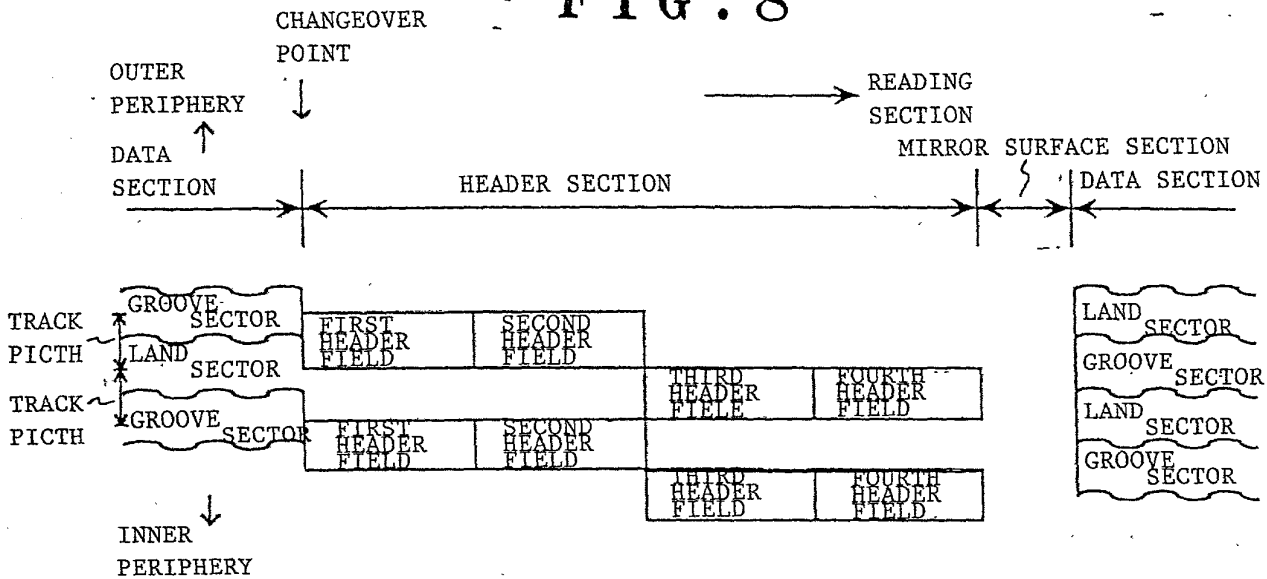 FIG. 8
CHANGEOVER
POINT
OUTER
PERIPHERY
READING
SECTION
DATA
SECTION
HEADER SECTION
MIRROR SURFACE SECTION
DATA SECTION
TRACK
PICTH
TRACK
PICTH
GROOVE
SECTOR
LAND
SECTOR
GROOVE
SECTOR
FIRST
HEADER
FIELD
SECOND
HEADER
FIELD
THIRD
HEADER
FIELE
FOURTH
HEADER
FIELD
FIRST
HEADER
FIELD
SECOND
HEADER
FIELD
THIRD
HEADER
FIELD
FOURTH
HEADER
FIELD
LAND
SECTOR
GROOVE
SECTOR
LAND
SECTOR
GROOVE
SECTOR
INNER
PERIPHERY